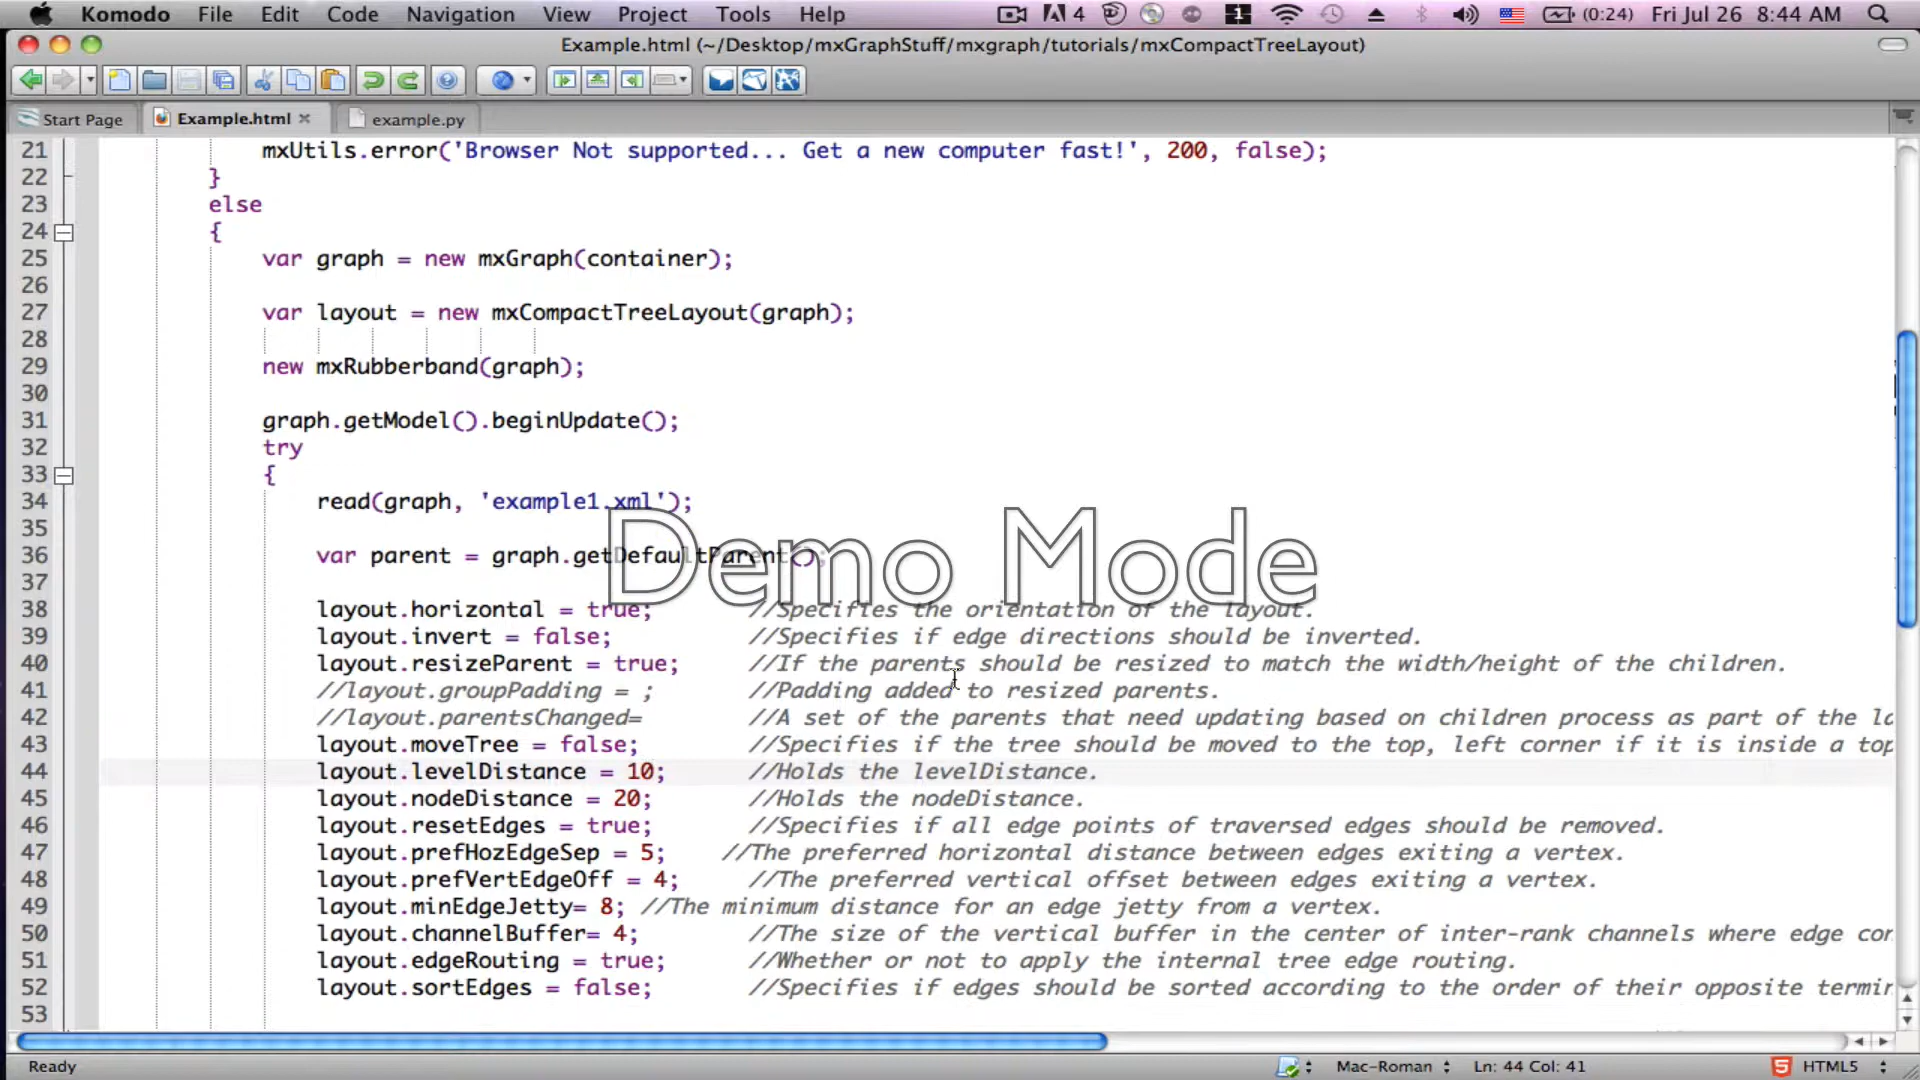 Komodo File Edit Code Navigation View Project Tools Help 4 1 (0:24) Fri Jul 26 8:44 AM
Example.html (~/Desktop/mxGraphStuff/mxgraph/tutorials/mxCompactTreeLayout)
Start Page Example.html example.py
21 mxUtils.error('Browser Not supported... Get a new computer fast!', 200, false);
22 }
23 else
24 {
25 var graph = new mxGraph(container);
26
27 var layout = new mxCompactTreeLayout(graph);
28
29 new mxRubberband(graph);
30
31 graph.getModel().beginUpdate();
32 try
33 {
34 read(graph, 'example1.xml');
35
36 var parent = graph.getDefaultParent();
Demo Mode
37
38 layout.horizontal = true; //Specifies the orientation of the layout.
39 layout.invert = false; //Specifies if edge directions should be inverted.
40 layout.resizeParent = true; //If the parents should be resized to match the width/height of the children.
41 //layout.groupPadding = ; //Padding added to resized parents.
42 //layout.parentsChanged= //A set of the parents that need updating based on children process as part of the la
43 layout.moveTree = false; //Specifies if the tree should be moved to the top, left corner if it is inside a top
44 layout.levelDistance = 10; //Holds the levelDistance.
45 layout.nodeDistance = 20; //Holds the nodeDistance.
46 layout.resetEdges = true; //Specifies if all edge points of traversed edges should be removed.
47 layout.prefHozEdgeSep = 5; //The preferred horizontal distance between edges exiting a vertex.
48 layout.prefVertEdgeOff = 4; //The preferred vertical offset between edges exiting a vertex.
49 layout.minEdgeJetty= 8; //The minimum distance for an edge jetty from a vertex.
50 layout.channelBuffer= 4; //The size of the vertical buffer in the center of inter-rank channels where edge con
51 layout.edgeRouting = true; //Whether or not to apply the internal tree edge routing.
52 layout.sortEdges = false; //Specifies if edges should be sorted according to the order of their opposite termin
53
Ready Mac-Roman Ln: 44 Col: 41 HTML5